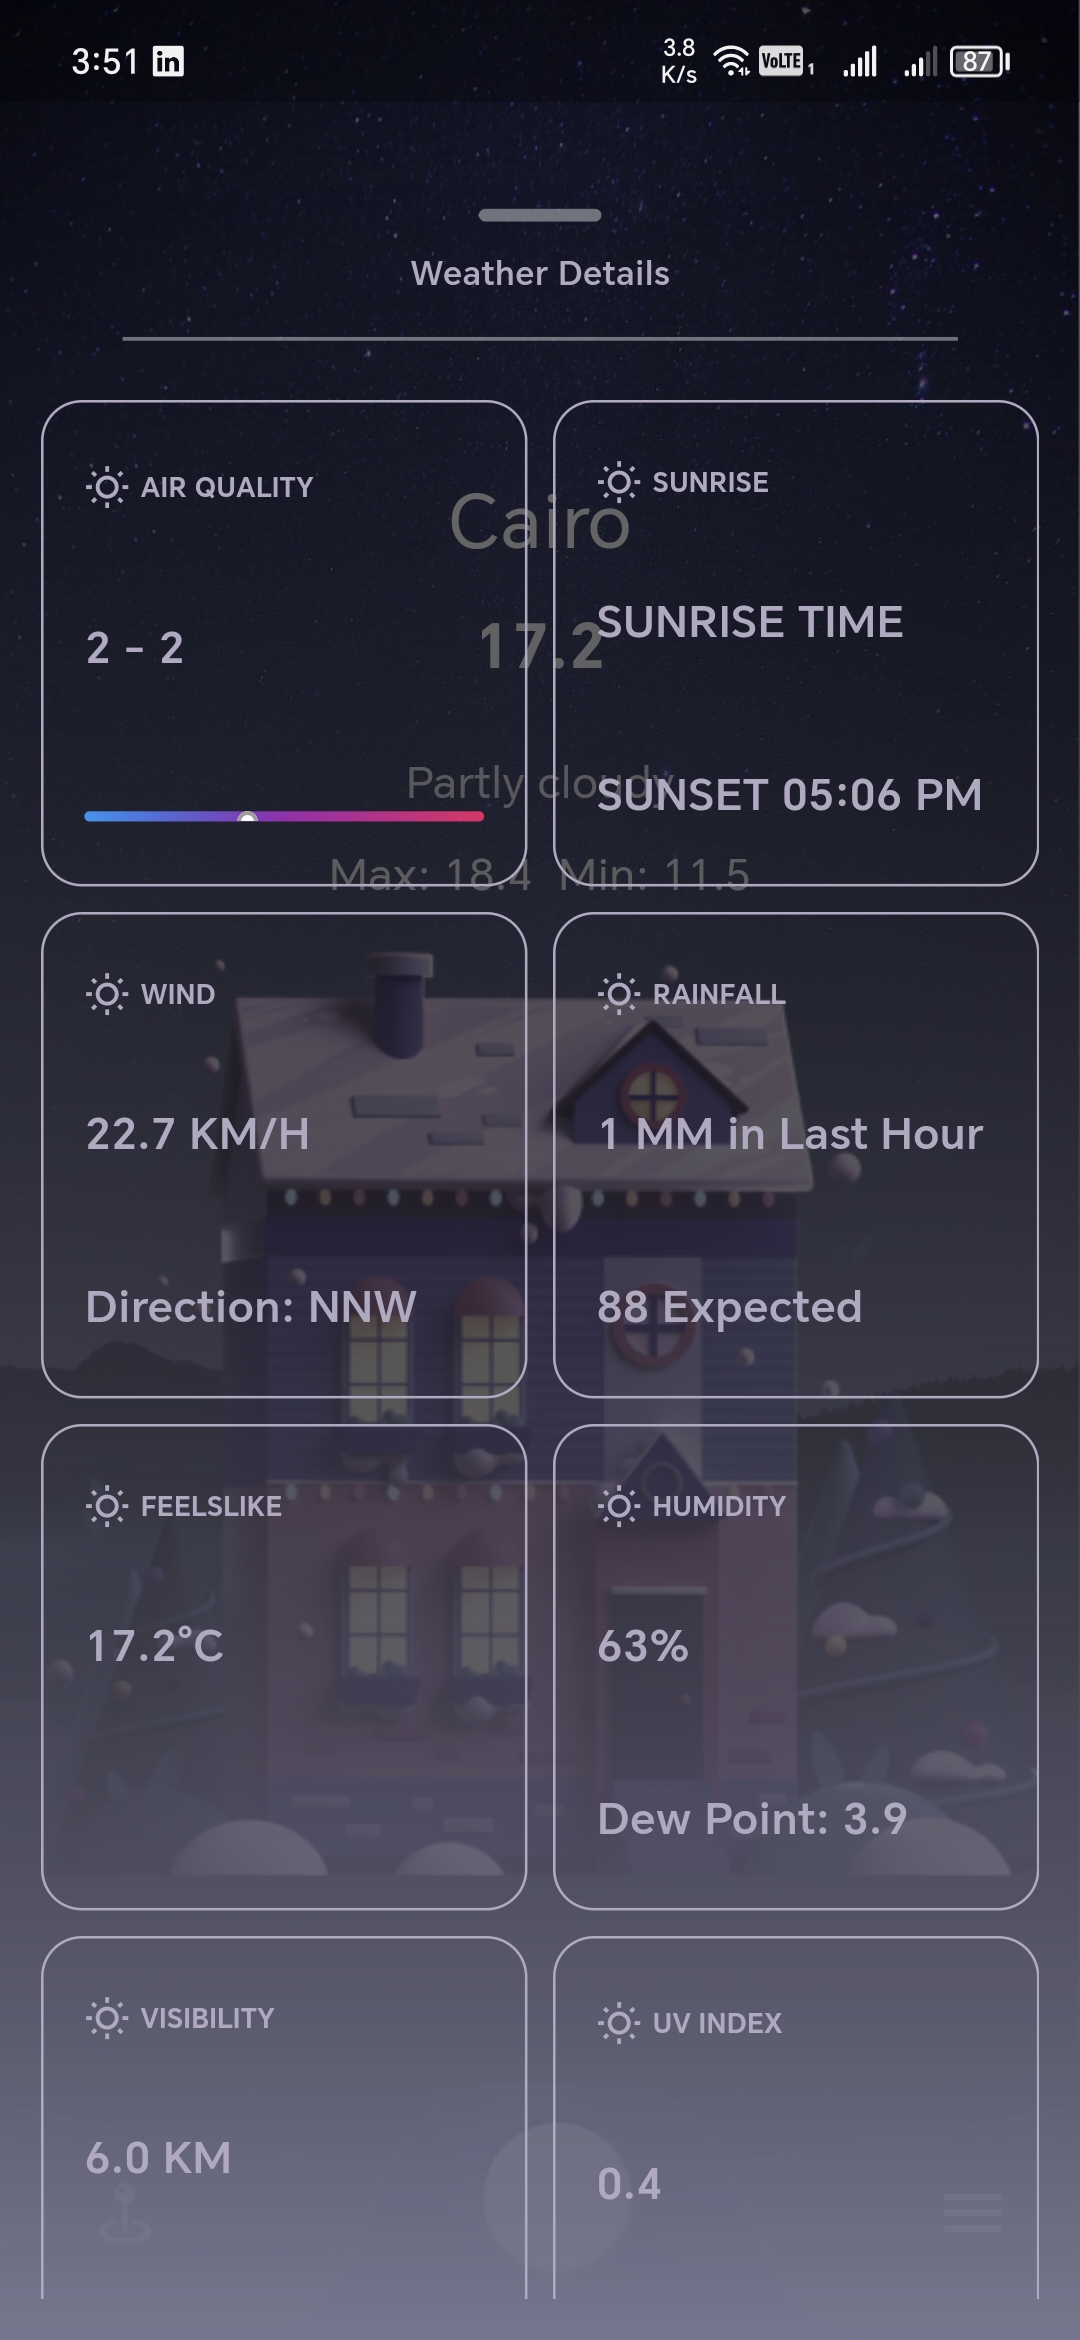 3:51 in 3.8 K/s VoLTE 1 87
Weather Details
Cairo
17.2
Partly cloudy
Max: 18.4 Min: 11.5
AIR QUALITY
2 - 2
SUNRISE
SUNRISE TIME
SUNSET 05:06 PM
WIND
22.7 KM/H
Direction: NNW
RAINFALL
1 MM in Last Hour
88 Expected
FEELSLIKE
17.2°C
HUMIDITY
63%
Dew Point: 3.9
VISIBILITY
6.0 KM
UV INDEX
0.4